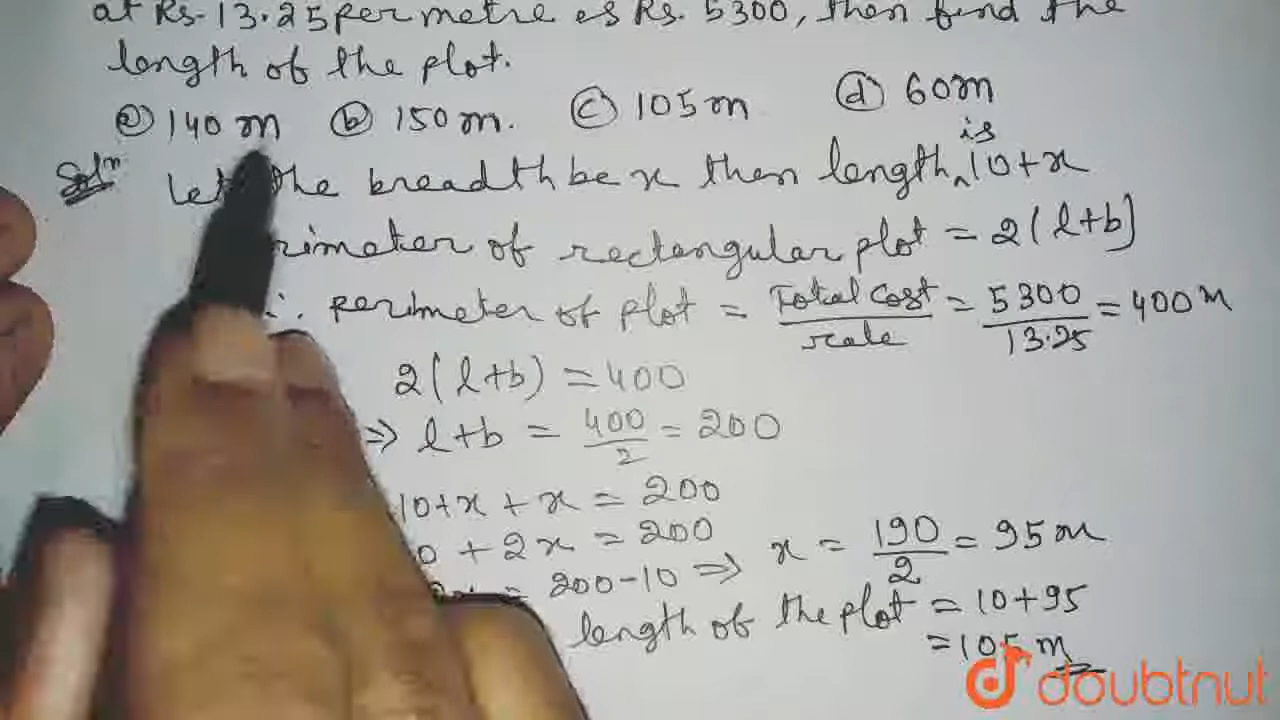 at Rs-13.25 per metre is Rs. 5300, then find the
length of the plot.
(a) 140 m (b) 150 m. (c) 105 m (d) 60 m
Solⁿ Let the breadth be x then length is 10+x
rimeter of rectangular plot = 2(l+b)
∴ perimeter of plot = Total cost/rate = 5300/13.25 = 400 m
2(l+b) = 400
⇒ l+b = 400/2 = 200
10+x + x = 200
0 + 2x = 200
= 200-10 ⇒ x = 190/2 = 95 m
length of the plot = 10+95
= 105 m
doubtnut